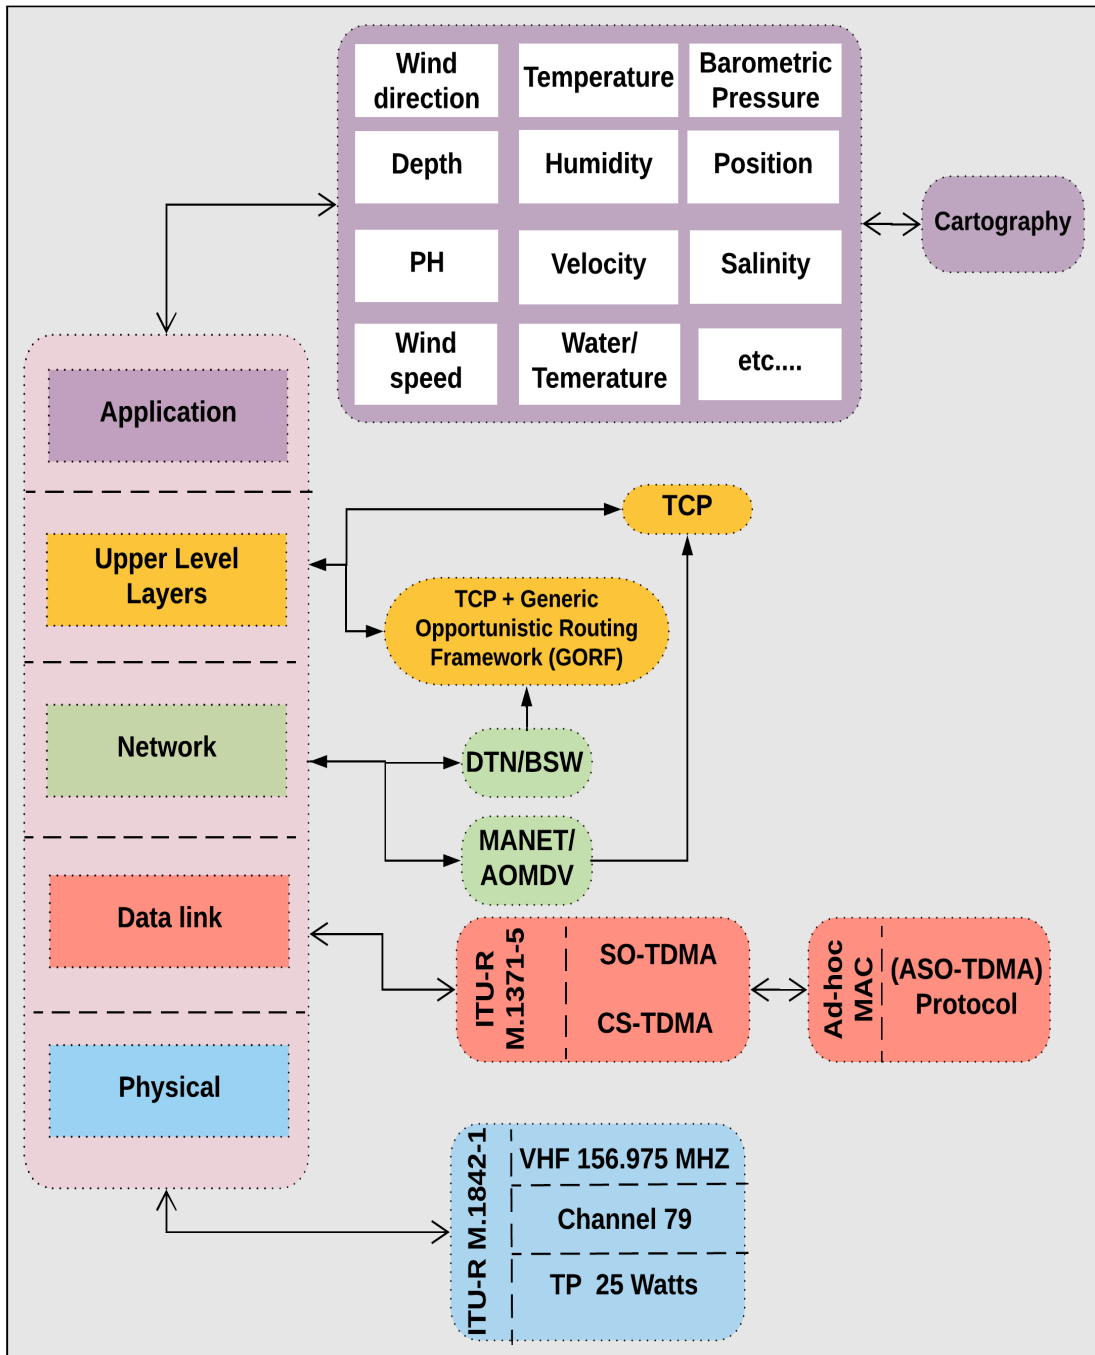 Wind
direction
Temperature
Barometric
Pressure
Depth
Humidity
Position
Cartography
PH
Velocity
Salinity
Wind
speed
Water/
Temerature
etc....
Application
Upper Level
Layers
TCP
TCP + Generic
Opportunistic Routing
Framework (GORF)
Network
DTN/BSW
MANET/
AOMDV
Data link
ITU-R
M.1371-5
SO-TDMA
CS-TDMA
Ad-hoc
MAC
(ASO-TDMA)
Protocol
Physical
ITU-R M.1842-1
VHF 156.975 MHZ
Channel 79
TP 25 Watts